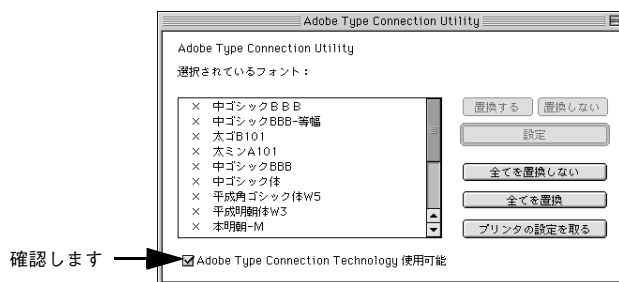 Adobe Type Connection Utility
Adobe Type Connection Utility
選択されているフォント：
× 中ゴシックＢＢＢ
× 中ゴシックBBB-等幅
× 太ゴB101
× 太ミンA101
× 中ゴシックBBB
× 中ゴシック体
× 平成角ゴシック体W5
× 平成明朝体W3
× 本明朝-M
置換する 置換しない
設定
全てを置換しない
全てを置換
プリンタの設定を取る
確認します
Adobe Type Connection Technology 使用可能